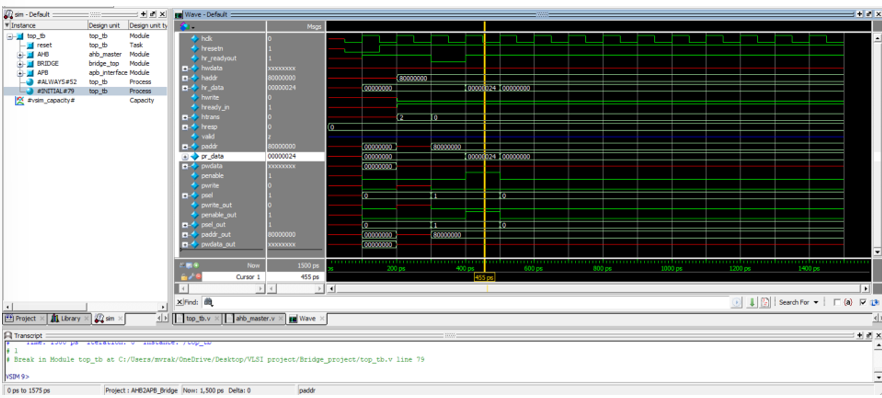 sim - Default
Wave - Default
Instance Design unit Design unit ty
top_tb top_tb Module
reset top_tb Task
AHB ahb_master Module
BRIDGE bridge_top Module
APB apb_interface Module
#ALWAYS#52 top_tb Process
#INITIAL#79 top_tb Process
#vsim_capacity# Capacity
Msgs
hclk 0
hresetn 1
hr_readyout 1
hwdata xxxxxxxx
haddr 80000000 80000000
hr_data 00000024 00000000 00000024 00000000
hwrite 0
hready_in 1
htrans 0 2 0
hresp 0 0
valid z
paddr 80000000 00000000 80000000
pr_data 00000024 00000000 00000024 00000000
pwdata xxxxxxxx 00000000
penable 1
pwrite 0
psel 1 0 1 0
pwrite_out 0
penable_out 1
psel_out 1 0 1 0
paddr_out 80000000 00000000 80000000
pwdata_out xxxxxxxx 00000000
Now 1500 ps ps 200 ps 400 ps 600 ps 800 ps 1000 ps 1200 ps 1400 ps
Cursor 1 455 ps 455 ps
Find: Search For (a)
Project Library sim top_tb.v ahb_master.v Wave
Transcript
# Time: 1500 ps Iteration: 0 Instance: /top_tb
# 1
# Break in Module top_tb at C:/Users/mvrak/OneDrive/Desktop/VLSI project/Bridge_project/top_tb.v line 79
VSIM 9>
0 ps to 1575 ps Project : AHB2APB_Bridge Now: 1,500 ps Delta: 0 paddr